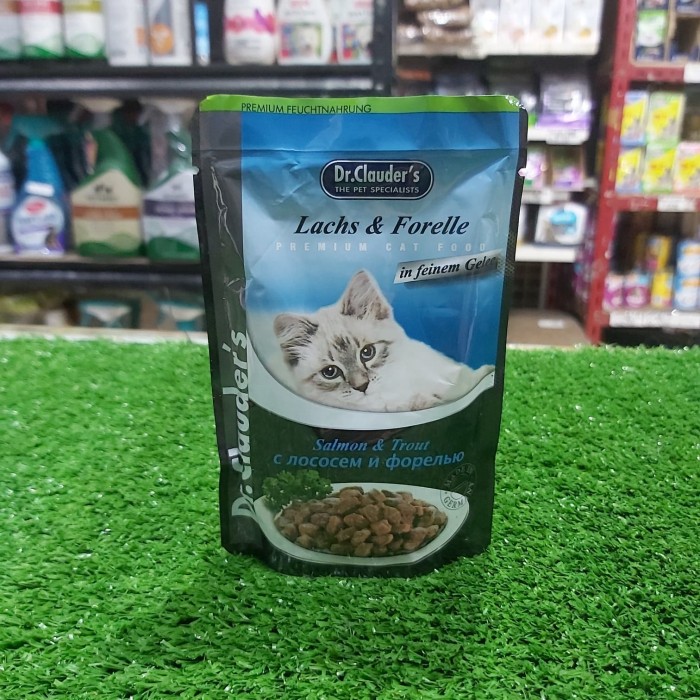 PREMIUM FEUCHTNAHRUNG
Dr.Clauder's
THE PET SPECIALISTS
Lachs & Forelle
PREMIUM CAT FOOD
in feinem Gelee
Dr.Clauder's
Salmon & Trout
с лососем и форелью